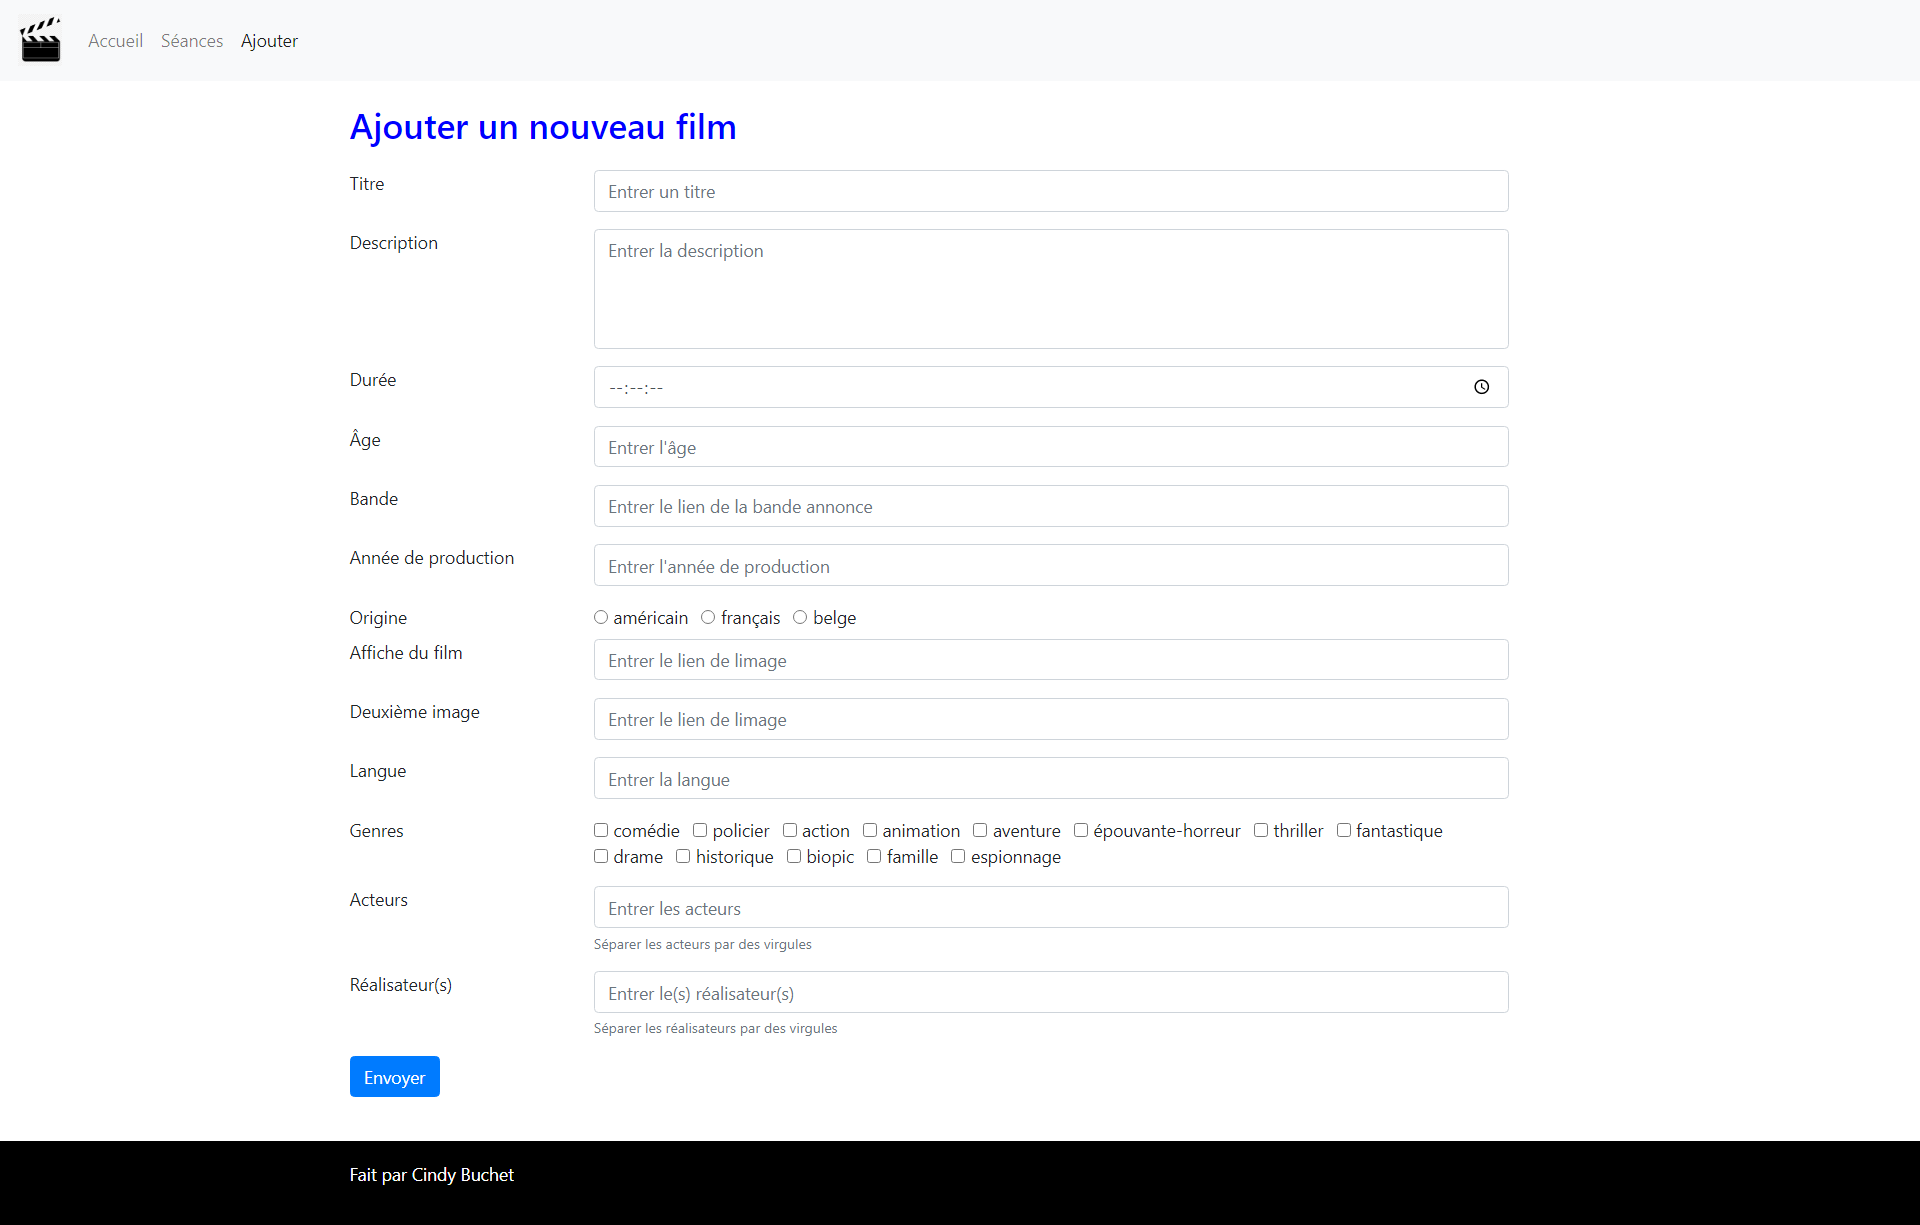 Accueil Séances Ajouter
Ajouter un nouveau film
Titre Entrer un titre
Description Entrer la description
Durée --:--:--
Âge Entrer l'âge
Bande Entrer le lien de la bande annonce
Année de production Entrer l'année de production
Origine américain français belge
Affiche du film Entrer le lien de limage
Deuxième image Entrer le lien de limage
Langue Entrer la langue
Genres comédie policier action animation aventure épouvante-horreur thriller fantastique
drame historique biopic famille espionnage
Acteurs Entrer les acteurs
Séparer les acteurs par des virgules
Réalisateur(s) Entrer le(s) réalisateur(s)
Séparer les réalisateurs par des virgules
Envoyer
Fait par Cindy Buchet